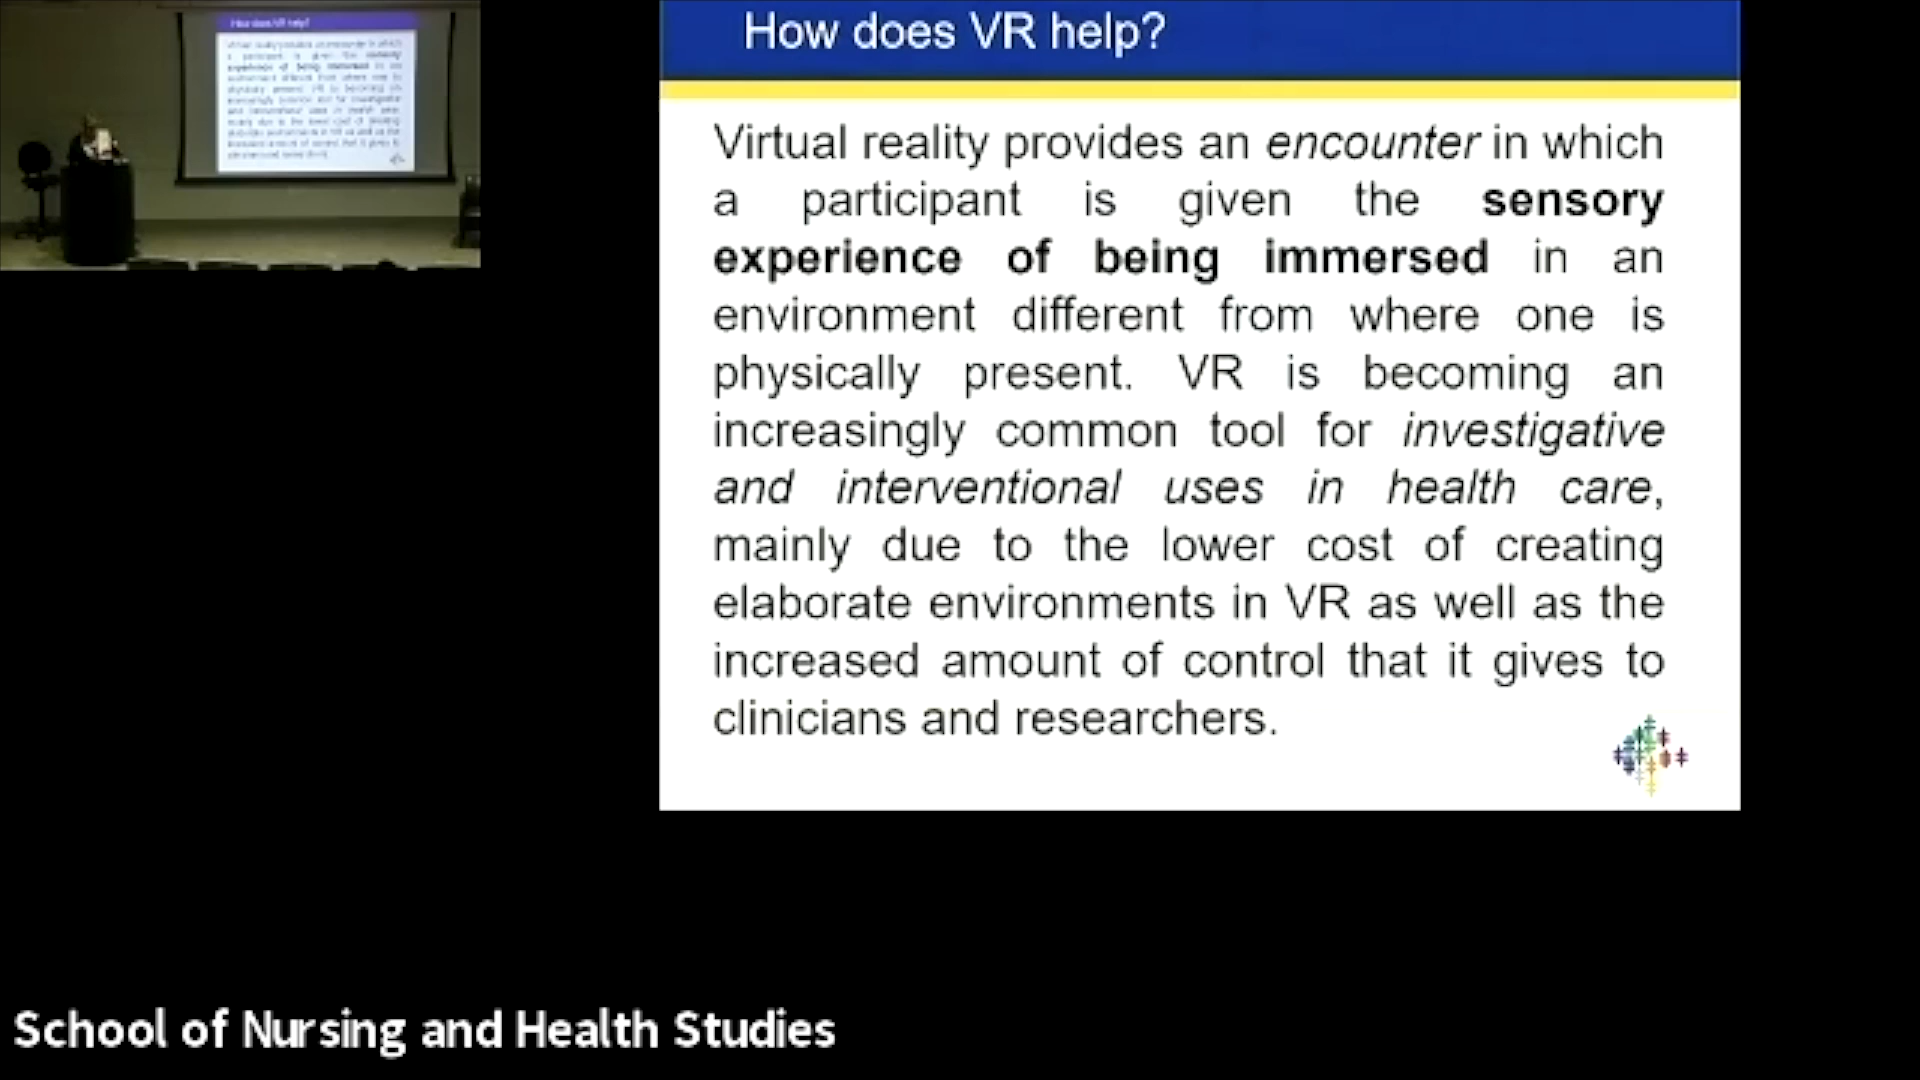 How does VR help?
Virtual reality provides an encounter in which
a participant is given the sensory
experience of being immersed in an
environment different from where one is
physically present. VR is becoming an
increasingly common tool for investigative
and interventional uses in health care,
mainly due to the lower cost of creating
elaborate environments in VR as well as the
increased amount of control that it gives to
clinicians and researchers.
School of Nursing and Health Studies